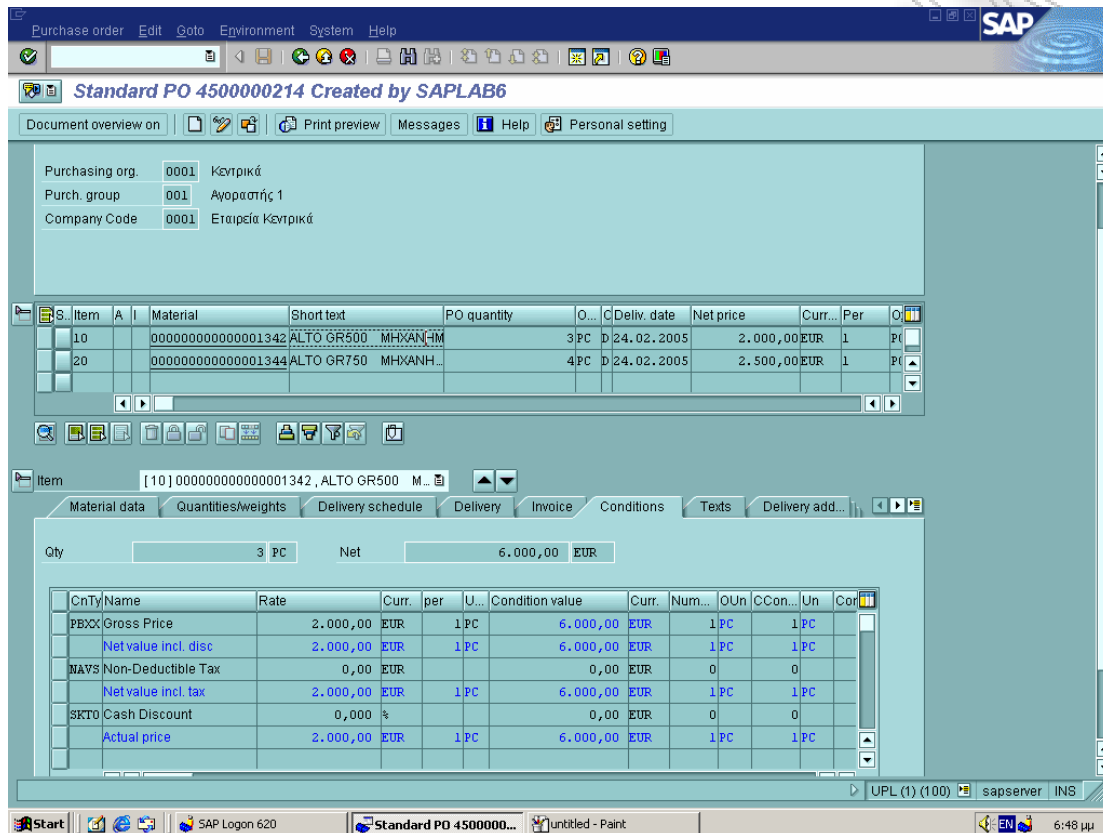 Purchase order Edit Goto Environment System Help
SAP
Standard PO 4500000214 Created by SAPLAB6
Document overview on Print preview Messages Help Personal setting
Purchasing org. 0001 Κεντρικά
Purch. group 001 Αγοραστής 1
Company Code 0001 Εταιρεία Κεντρικά
S.. Item A I Material Short text PO quantity O... C Deliv. date Net price Curr... Per O
10 000000000000001342 ALTO GR500 MHXANHM 3 PC D 24.02.2005 2.000,00 EUR 1
20 000000000000001344 ALTO GR750 MHXANH... 4 PC D 24.02.2005 2.500,00 EUR 1
Item [10] 000000000000001342 , ALTO GR500 M...
Material data Quantities/weights Delivery schedule Delivery Invoice Conditions Texts Delivery add...
Qty 3 PC Net 6.000,00 EUR
CnTy Name Rate Curr. per U... Condition value Curr. Num... OUn CCon... Un Con
PBXX Gross Price 2.000,00 EUR 1 PC 6.000,00 EUR 1 PC 1 PC
Net value incl. disc 2.000,00 EUR 1 PC 6.000,00 EUR 1 PC 1 PC
NAVS Non-Deductible Tax 0,00 EUR 0,00 EUR 0 0
Net value incl. tax 2.000,00 EUR 1 PC 6.000,00 EUR 1 PC 1 PC
SKTO Cash Discount 0,000 % 0,00 EUR 0 0
Actual price 2.000,00 EUR 1 PC 6.000,00 EUR 1 PC 1 PC
UPL (1) (100) sapserver INS
Start SAP Logon 620 Standard PO 4500000... untitled - Paint EN 6:48 μμ